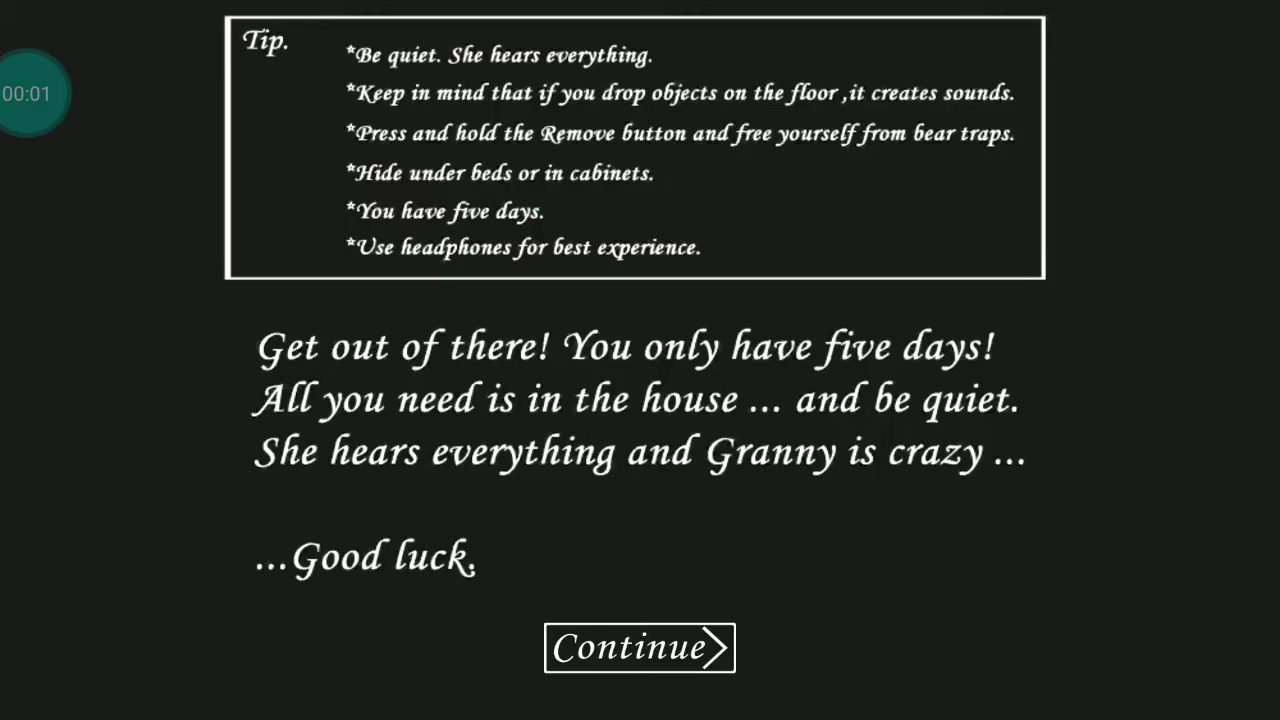 Tip.
*Be quiet. She hears everything.
*Keep in mind that if you drop objects on the floor ,it creates sounds.
*Press and hold the Remove button and free yourself from bear traps.
*Hide under beds or in cabinets.
*You have five days.
*Use headphones for best experience.
00:01
Get out of there! You only have five days!
All you need is in the house ... and be quiet.
She hears everything and Granny is crazy ...
...Good luck.
Continue